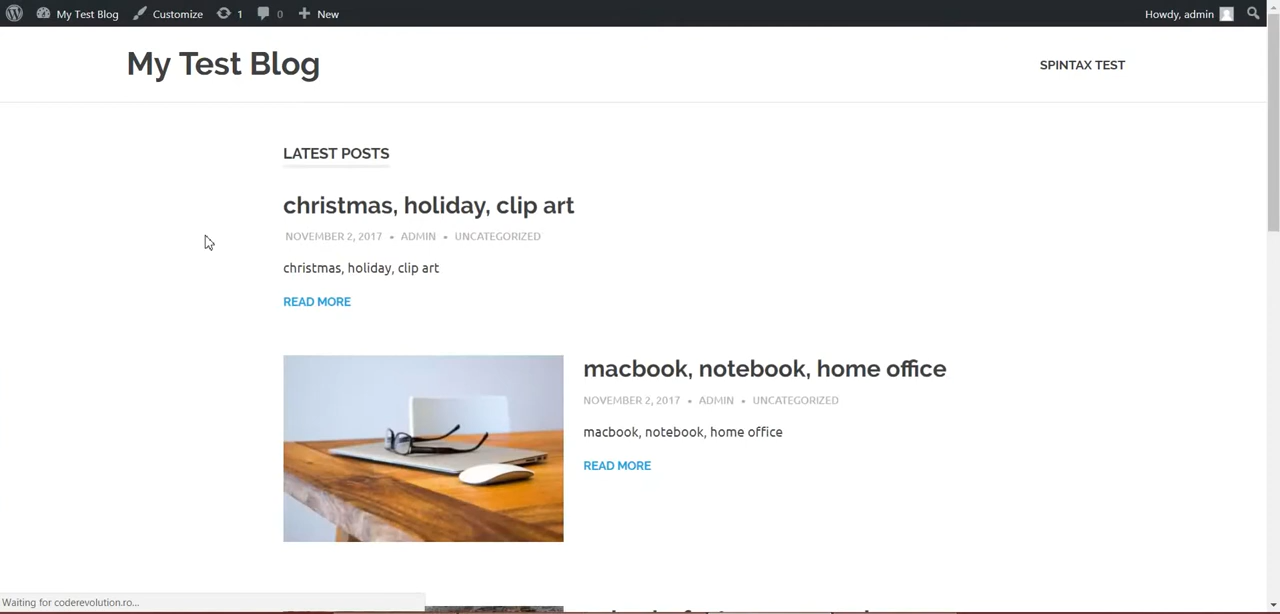 My Test Blog Customize 1 0 New Howdy, admin
My Test Blog
SPINTAX TEST
LATEST POSTS
christmas, holiday, clip art
NOVEMBER 2, 2017 • ADMIN • UNCATEGORIZED
christmas, holiday, clip art
READ MORE
macbook, notebook, home office
NOVEMBER 2, 2017 • ADMIN • UNCATEGORIZED
macbook, notebook, home office
READ MORE
Waiting for coderevolution.ro...